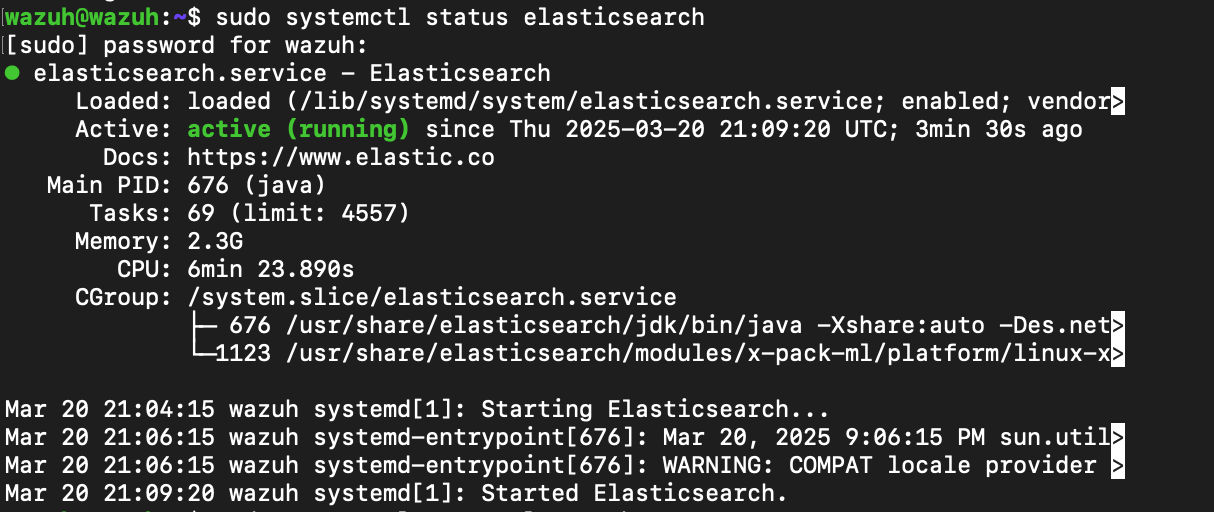 wazuh@wazuh:~$ sudo systemctl status elasticsearch
[sudo] password for wazuh:
● elasticsearch.service – Elasticsearch
     Loaded: loaded (/lib/systemd/system/elasticsearch.service; enabled; vendor>
     Active: active (running) since Thu 2025-03-20 21:09:20 UTC; 3min 30s ago
       Docs: https://www.elastic.co
   Main PID: 676 (java)
      Tasks: 69 (limit: 4557)
     Memory: 2.3G
        CPU: 6min 23.890s
     CGroup: /system.slice/elasticsearch.service
             ├─ 676 /usr/share/elasticsearch/jdk/bin/java -Xshare:auto -Des.net>
             └─1123 /usr/share/elasticsearch/modules/x-pack-ml/platform/linux-x>

Mar 20 21:04:15 wazuh systemd[1]: Starting Elasticsearch...
Mar 20 21:06:15 wazuh systemd-entrypoint[676]: Mar 20, 2025 9:06:15 PM sun.util>
Mar 20 21:06:15 wazuh systemd-entrypoint[676]: WARNING: COMPAT locale provider >
Mar 20 21:09:20 wazuh systemd[1]: Started Elasticsearch.